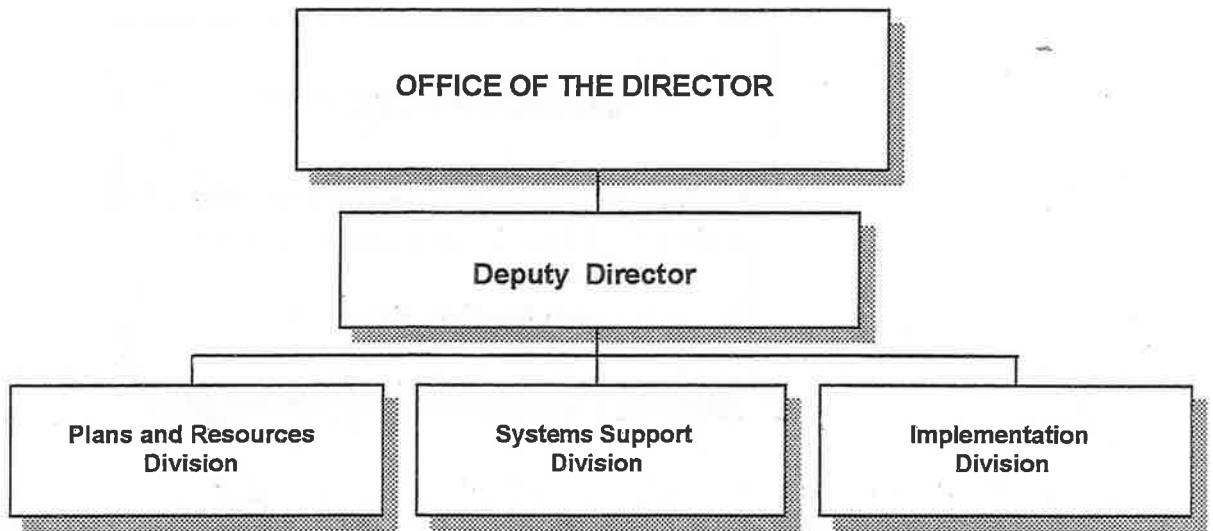 OFFICE OF THE DIRECTOR
Deputy Director
Plans and Resources
Division
Systems Support
Division
Implementation
Division